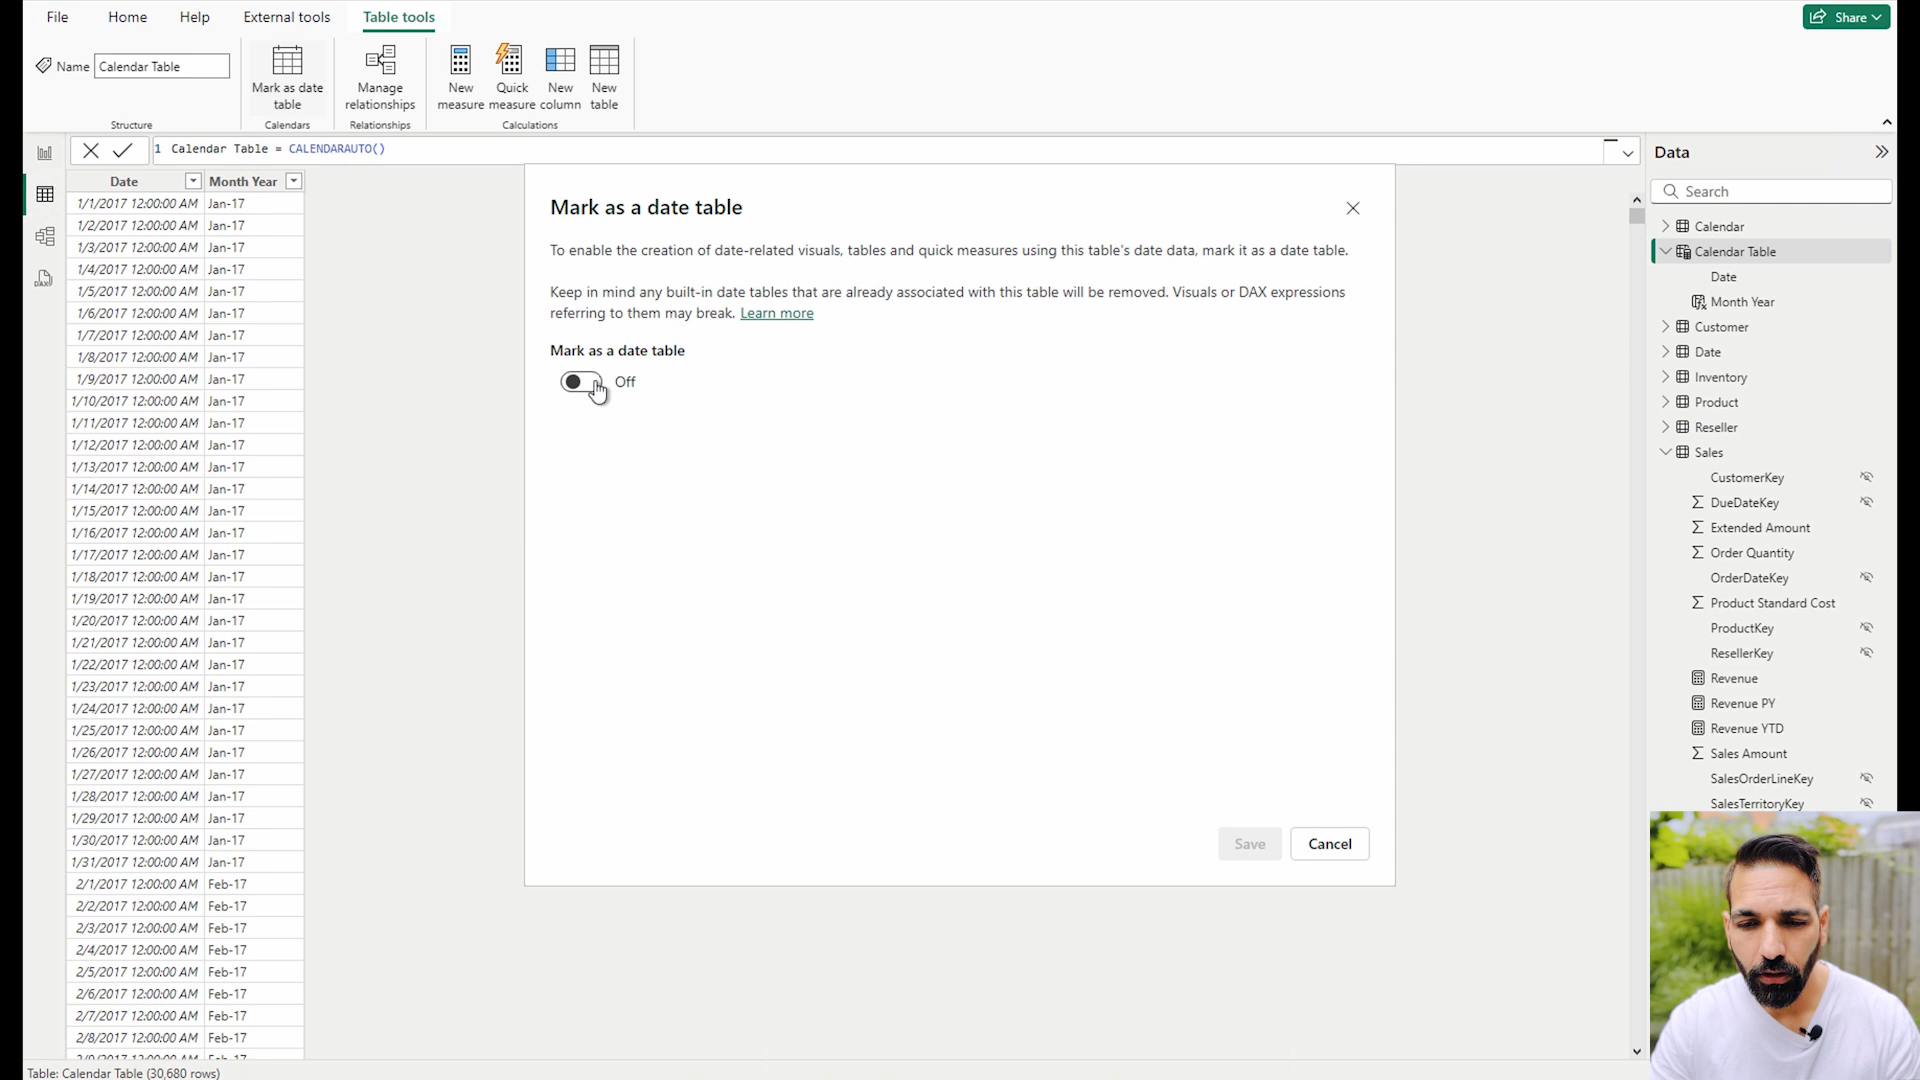 File
Home
Help
External tools
Table tools
Share
Name
Calendar Table
Mark as date
table
Manage
relationships
New
measure
Quick
measure
New
column
New
table
Structure
Calendars
Relationships
Calculations
1 Calendar Table = CALENDARAUTO()
Date
Month Year
1/1/2017 12:00:00 AM Jan-17
1/2/2017 12:00:00 AM Jan-17
1/3/2017 12:00:00 AM Jan-17
1/4/2017 12:00:00 AM Jan-17
1/5/2017 12:00:00 AM Jan-17
1/6/2017 12:00:00 AM Jan-17
1/7/2017 12:00:00 AM Jan-17
1/8/2017 12:00:00 AM Jan-17
1/9/2017 12:00:00 AM Jan-17
1/10/2017 12:00:00 AM Jan-17
1/11/2017 12:00:00 AM Jan-17
1/12/2017 12:00:00 AM Jan-17
1/13/2017 12:00:00 AM Jan-17
1/14/2017 12:00:00 AM Jan-17
1/15/2017 12:00:00 AM Jan-17
1/16/2017 12:00:00 AM Jan-17
1/17/2017 12:00:00 AM Jan-17
1/18/2017 12:00:00 AM Jan-17
1/19/2017 12:00:00 AM Jan-17
1/20/2017 12:00:00 AM Jan-17
1/21/2017 12:00:00 AM Jan-17
1/22/2017 12:00:00 AM Jan-17
1/23/2017 12:00:00 AM Jan-17
1/24/2017 12:00:00 AM Jan-17
1/25/2017 12:00:00 AM Jan-17
1/26/2017 12:00:00 AM Jan-17
1/27/2017 12:00:00 AM Jan-17
1/28/2017 12:00:00 AM Jan-17
1/29/2017 12:00:00 AM Jan-17
1/30/2017 12:00:00 AM Jan-17
1/31/2017 12:00:00 AM Jan-17
2/1/2017 12:00:00 AM Feb-17
2/2/2017 12:00:00 AM Feb-17
2/3/2017 12:00:00 AM Feb-17
2/4/2017 12:00:00 AM Feb-17
2/5/2017 12:00:00 AM Feb-17
2/6/2017 12:00:00 AM Feb-17
2/7/2017 12:00:00 AM Feb-17
2/8/2017 12:00:00 AM Feb-17
Table: Calendar Table (30,680 rows)
Mark as a date table
To enable the creation of date-related visuals, tables and quick measures using this table's date data, mark it as a date table.
Keep in mind any built-in date tables that are already associated with this table will be removed. Visuals or DAX expressions
referring to them may break. Learn more
Mark as a date table
Off
Save
Cancel
Data
Search
Calendar
Calendar Table
Date
Month Year
Customer
Date
Inventory
Product
Reseller
Sales
CustomerKey
DueDateKey
Extended Amount
Order Quantity
OrderDateKey
Product Standard Cost
ProductKey
ResellerKey
Revenue
Revenue PY
Revenue YTD
Sales Amount
SalesOrderLineKey
SalesTerritoryKey